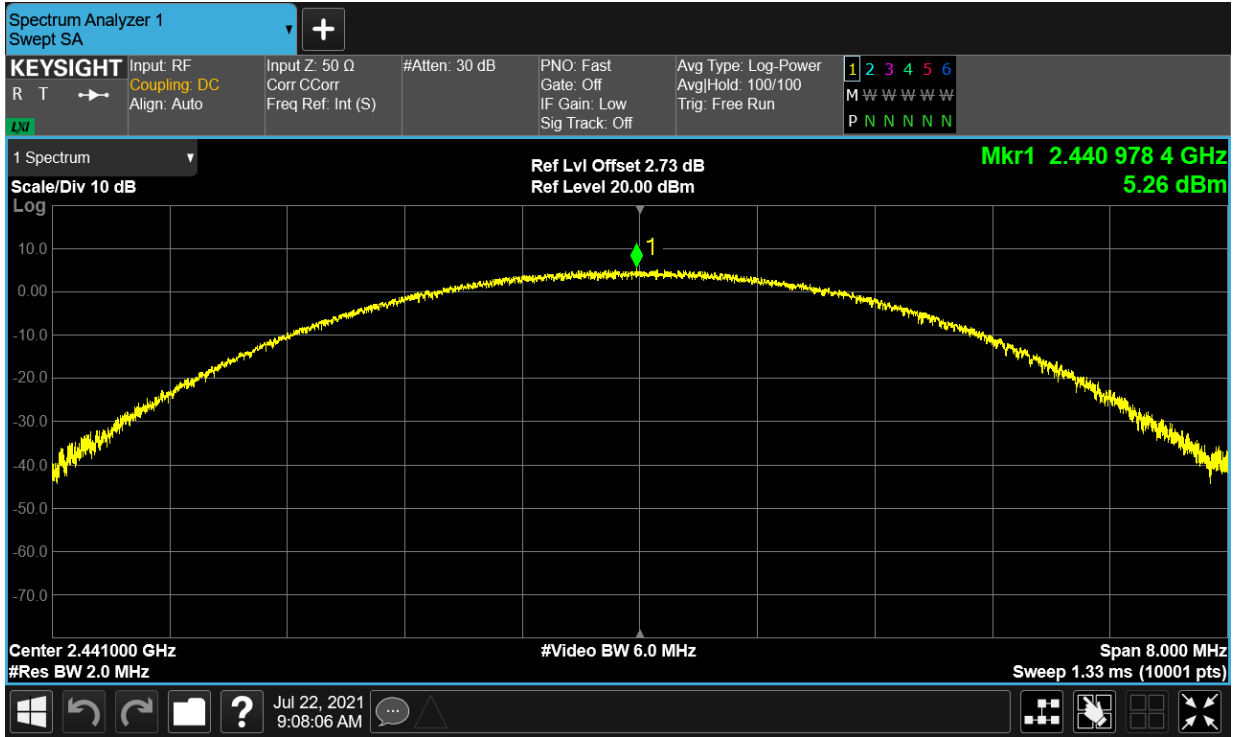 Spectrum Analyzer 1
Swept SA
▼
+
KEYSIGHT
R T
LXI
Input: RF
Coupling: DC
Align: Auto
Input Z: 50 Ω
Corr CCorr
Freq Ref: Int (S)
#Atten: 30 dB
PNO: Fast
Gate: Off
IF Gain: Low
Sig Track: Off
Avg Type: Log-Power
Avg|Hold: 100/100
Trig: Free Run
1 2 3 4 5 6
M W W W W W
P N N N N N
1 Spectrum ▼
Scale/Div 10 dB
Ref Lvl Offset 2.73 dB
Ref Level 20.00 dBm
Mkr1 2.440 978 4 GHz
5.26 dBm
Log
1
10.0
0.00
-10.0
-20.0
-30.0
-40.0
-50.0
-60.0
-70.0
Center 2.441000 GHz
#Res BW 2.0 MHz
#Video BW 6.0 MHz
Span 8.000 MHz
Sweep 1.33 ms (10001 pts)
?
Jul 22, 2021
9:08:06 AM